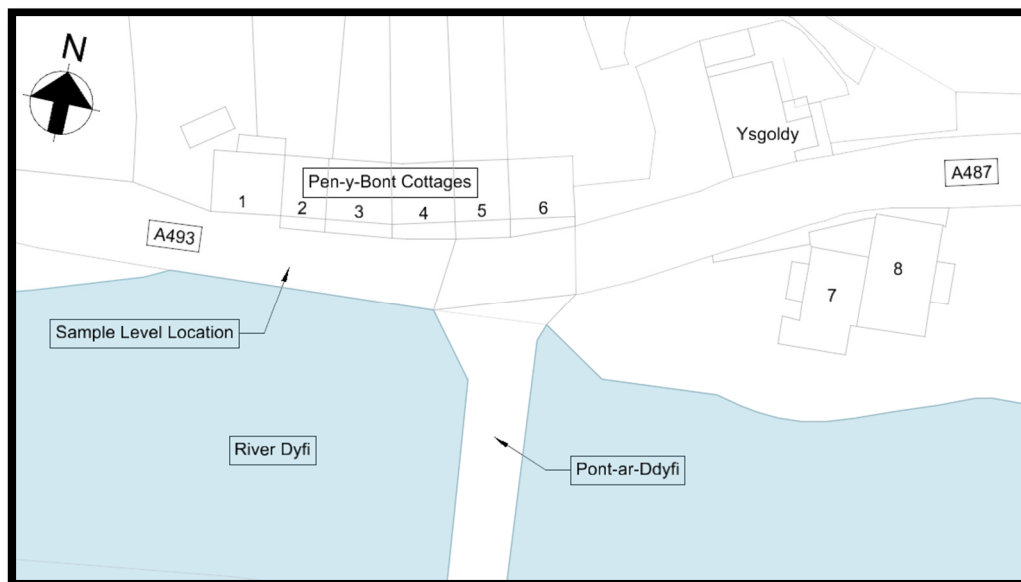 N
Ysgoldy
A487
Pen-y-Bont Cottages
1
2
3
4
5
6
A493
8
7
Sample Level Location
River Dyfi
Pont-ar-Ddyfi